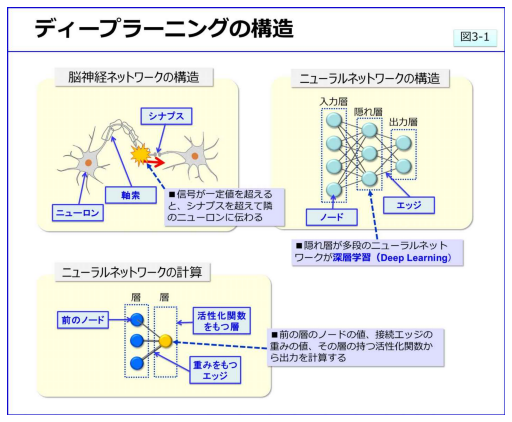 ディープラーニングの構造
図3-1
脳神経ネットワークの構造
シナプス
軸索
ニューロン
■信号が一定値を超える
と、シナプスを超えて隣
のニューロンに伝わる
ニューラルネットワークの構造
入力層
隠れ層
出力層
ノード
エッジ
■隠れ層が多段のニューラルネット
ワークが深層学習（Deep Learning）
ニューラルネットワークの計算
層
層
前のノード
活性化関数
をもつ層
重みをもつ
エッジ
■前の層のノードの値、接続エッジの
重みの値、その層の持つ活性化関数か
ら出力を計算する